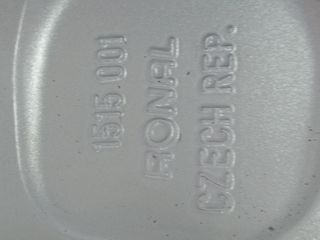 1515 001
RONAL
CZECH REP.